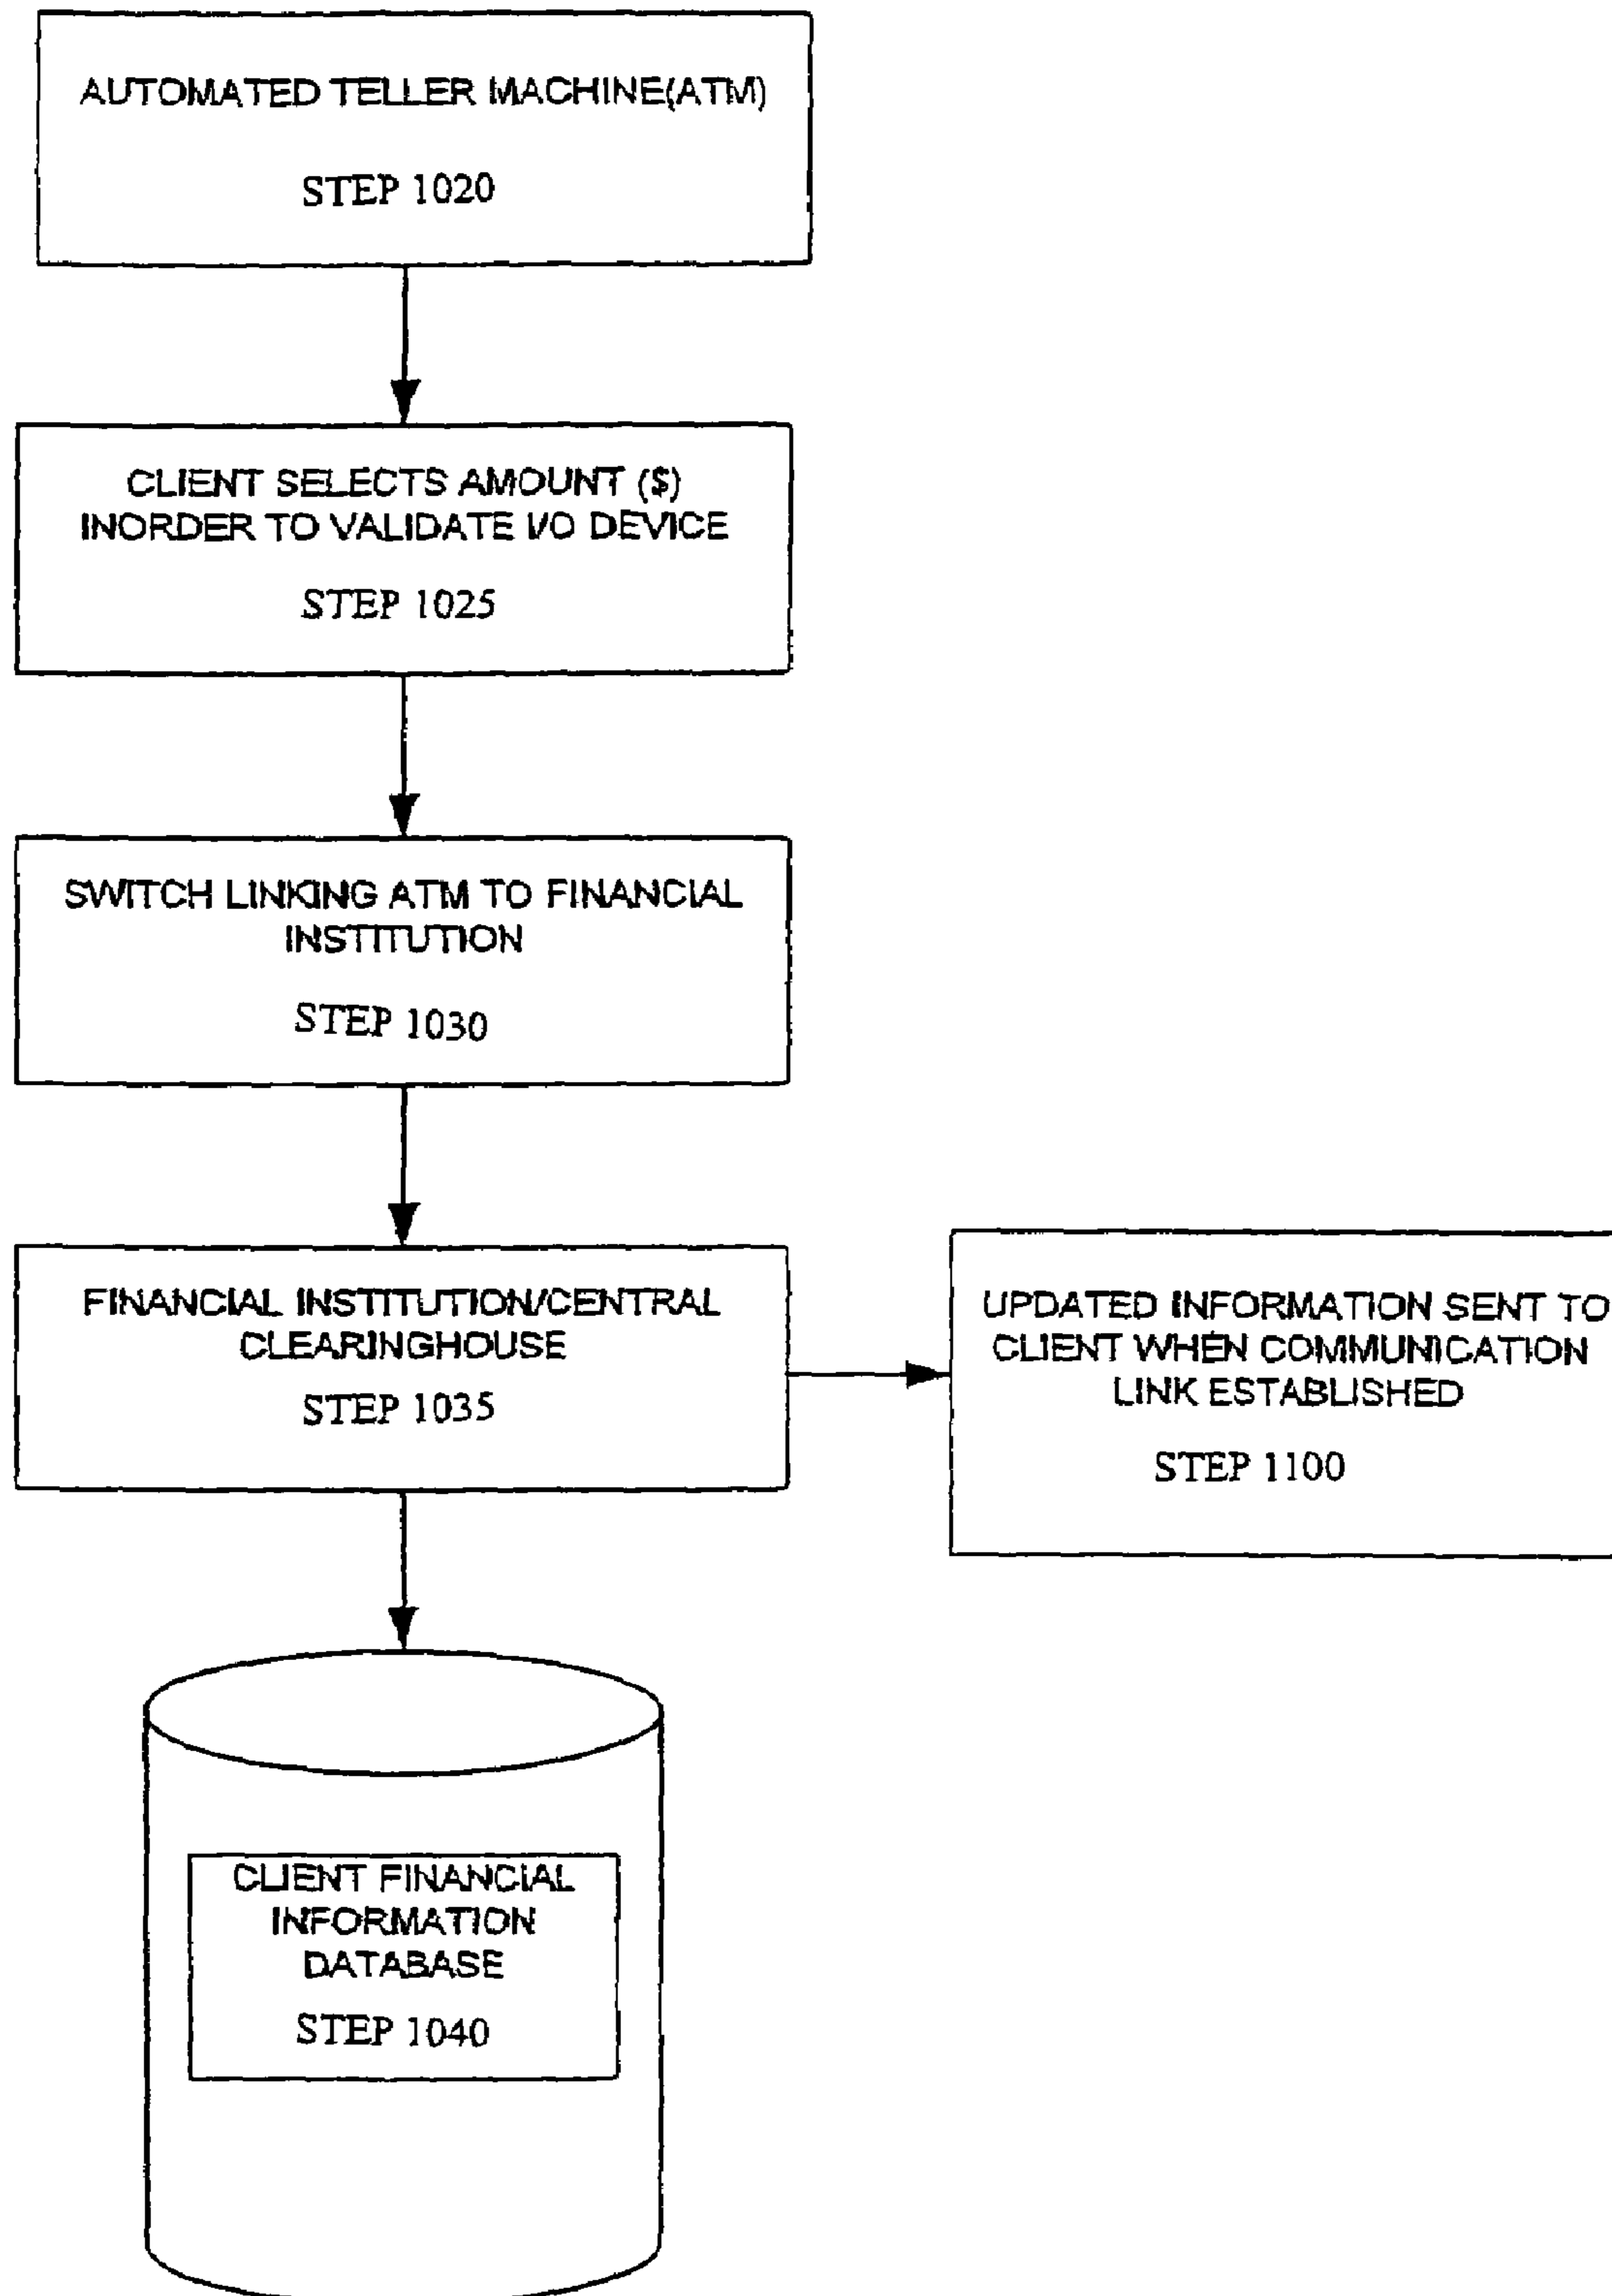 AUTOMATED TELLER MACHINE(ATM)
STEP 1020
CLIENT SELECTS AMOUNT ($)
INORDER TO VALIDATE I/O DEVICE
STEP 1025
SWITCH LINKING ATM TO FINANCIAL
INSTITUTION
STEP 1030
FINANCIAL INSTITUTION/CENTRAL
CLEARINGHOUSE
STEP 1035
UPDATED INFORMATION SENT TO
CLIENT WHEN COMMUNICATION
LINK ESTABLISHED
STEP 1100
CLIENT FINANCIAL
INFORMATION
DATABASE
STEP 1040